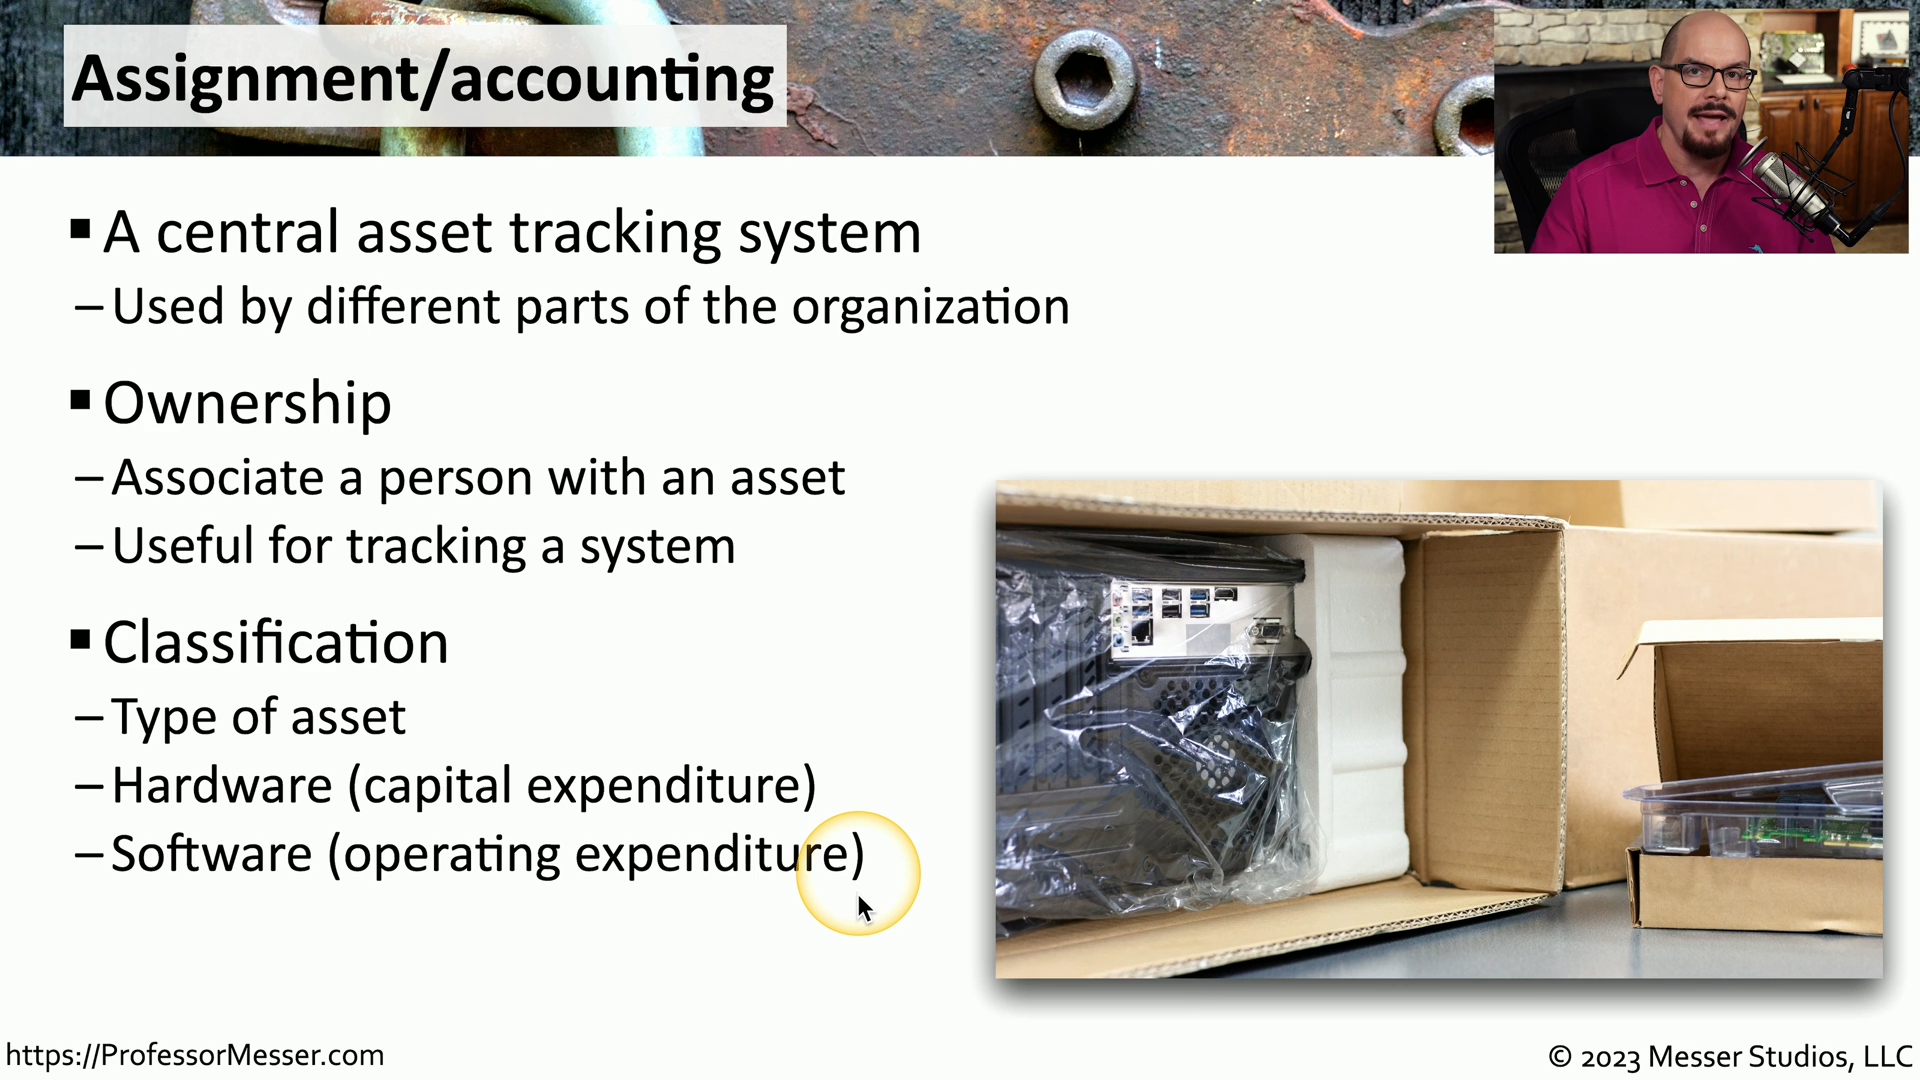 Assignment/accounting
▪ A central asset tracking system
– Used by different parts of the organization
▪ Ownership
– Associate a person with an asset
– Useful for tracking a system
▪ Classification
– Type of asset
– Hardware (capital expenditure)
– Software (operating expenditure)
https://ProfessorMesser.com
© 2023 Messer Studios, LLC